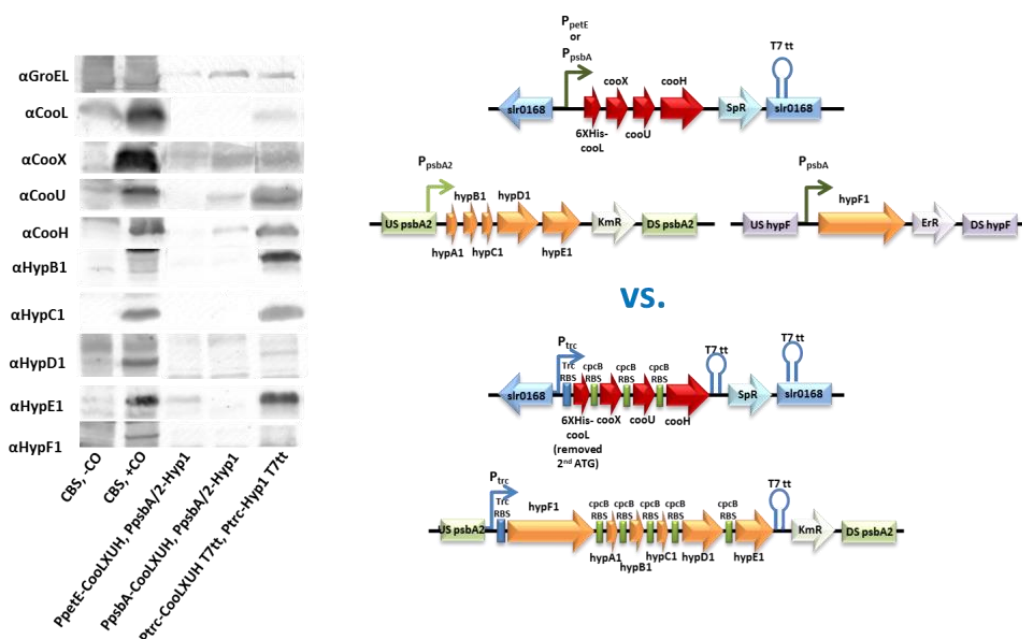 αGroEL
αCooL
αCooX
αCooU
αCooH
αHypB1
αHypC1
αHypD1
αHypE1
αHypF1
CBS, -CO
CBS, +CO
PpetE-CooLXUH, PpsbA/2-Hyp1
PpsbA-CooLXUH, PpsbA/2-Hyp1
Ptrc-CooLXUH T7tt, Ptrc-Hyp1 T7tt
PpetE
or
PpsbA
T7 tt
cooX
cooH
slr0168
SpR
slr0168
6XHis-
cooL
cooU
PpsbA2
hypB1
hypD1
US psbA2
KmR
DS psbA2
hypA1
hypC1
hypE1
PpsbA
hypF1
US hypF
ErR
DS hypF
vs.
Ptrc
T7 tt
T7 tt
Trc
RBS
cpcB
RBS
cpcB
RBS
cpcB
RBS
slr0168
SpR
slr0168
6XHis-
cooL
(removed
2nd ATG)
cooX
cooU
cooH
Ptrc
T7 tt
Trc
RBS
hypF1
cpcB
RBS
cpcB
RBS
cpcB
RBS
cpcB
RBS
cpcB
RBS
US psbA2
KmR
DS psbA2
hypA1
hypB1
hypC1
hypD1
hypE1